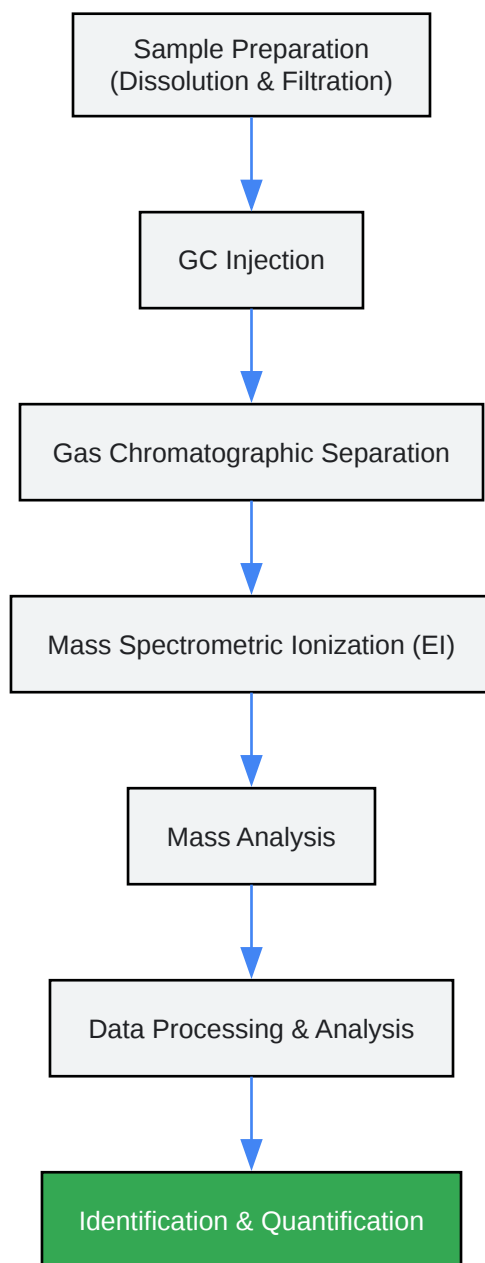 Sample Preparation
(Dissolution & Filtration)
GC Injection
Gas Chromatographic Separation
Mass Spectrometric Ionization (EI)
Mass Analysis
Data Processing & Analysis
Identification & Quantification